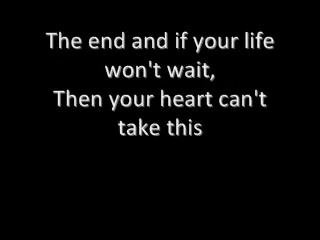 The end and if your life
won't wait,
Then your heart can't
take this